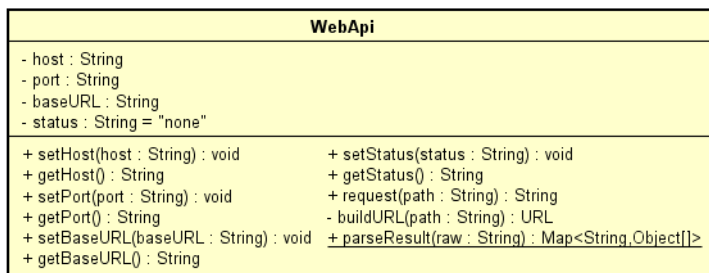 WebApi
- host : String
- port : String
- baseURL : String
- status : String = "none"
+ setHost(host : String) : void
+ getHost() : String
+ setPort(port : String) : void
+ getPort() : String
+ setBaseURL(baseURL : String) : void
+ getBaseURL() : String
+ setStatus(status : String) : void
+ getStatus() : String
+ request(path : String) : String
- buildURL(path : String) : URL
+ parseResult(raw : String) : Map<String,Object[]>